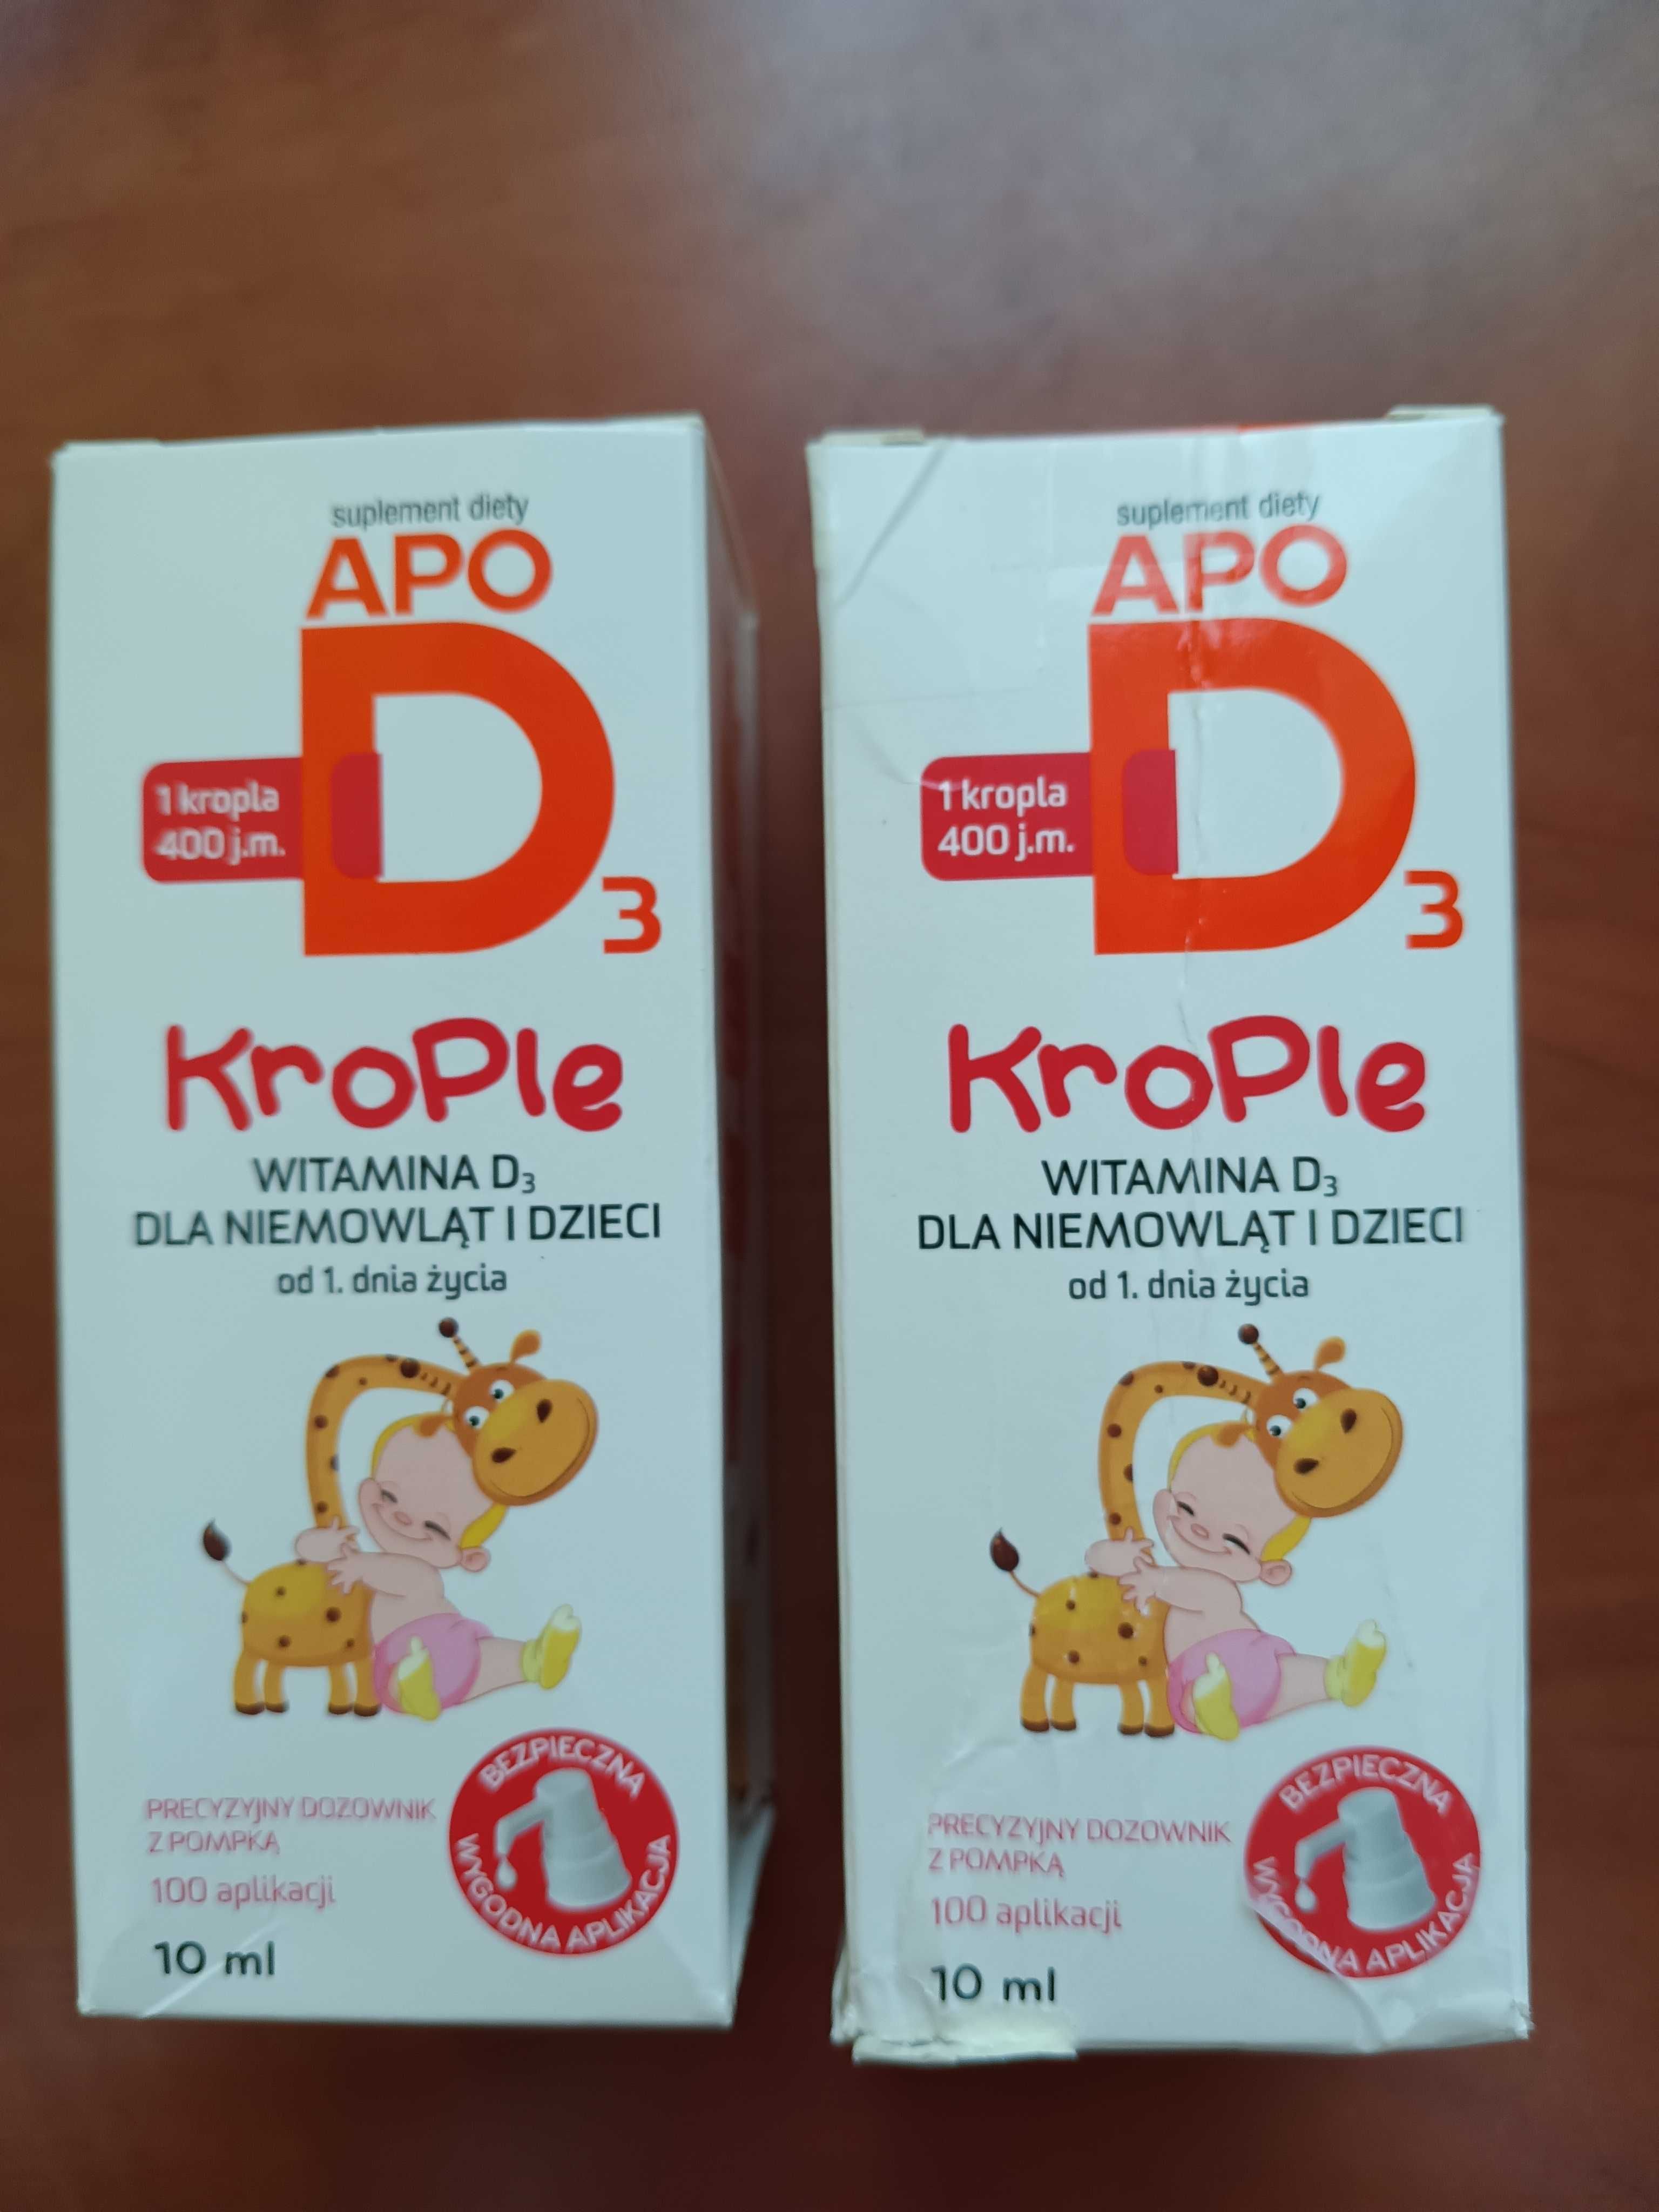 suplement diety
APO
D3
1 kropla
400 j.m.
KroPle
WITAMINA D3
DLA NIEMOWLĄT I DZIECI
od 1. dnia życia
PRECYZYJNY DOZOWNIK
Z POMPKĄ
100 aplikacji
10 ml
BEZPIECZNA
WYGODNA APLIKACJA
suplement diety
APO
D3
1 kropla
400 j.m.
KroPle
WITAMINA D3
DLA NIEMOWLĄT I DZIECI
od 1. dnia życia
PRECYZYJNY DOZOWNIK
Z POMPKĄ
100 aplikacji
10 ml
BEZPIECZNA
WYGODNA APLIKACJA